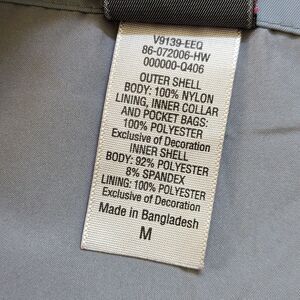 V9139-EEQ
86-072006-HW
000000-Q406
OUTER SHELL
BODY: 100% NYLON
LINING, INNER COLLAR
AND POCKET BAGS:
100% POLYESTER
Exclusive of Decoration
INNER SHELL
BODY: 92% POLYESTER
8% SPANDEX
LINING: 100% POLYESTER
Exclusive of Decoration
Made in Bangladesh
M